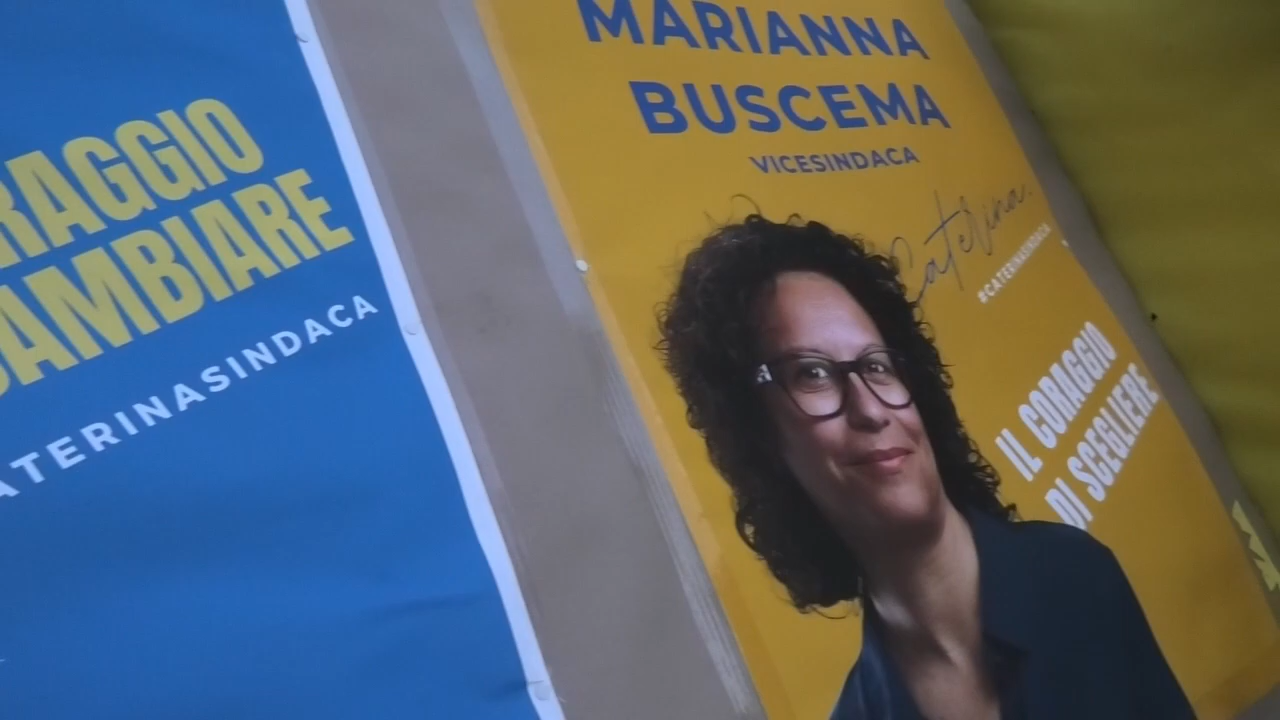 RAGGIO
CAMBIARE
ATERINASINDACA
MARIANNA
BUSCEMA
VICESINDACA
Caterina.
#CATERINASINDACA
IL CORAGGIO
DI SCEGLIERE